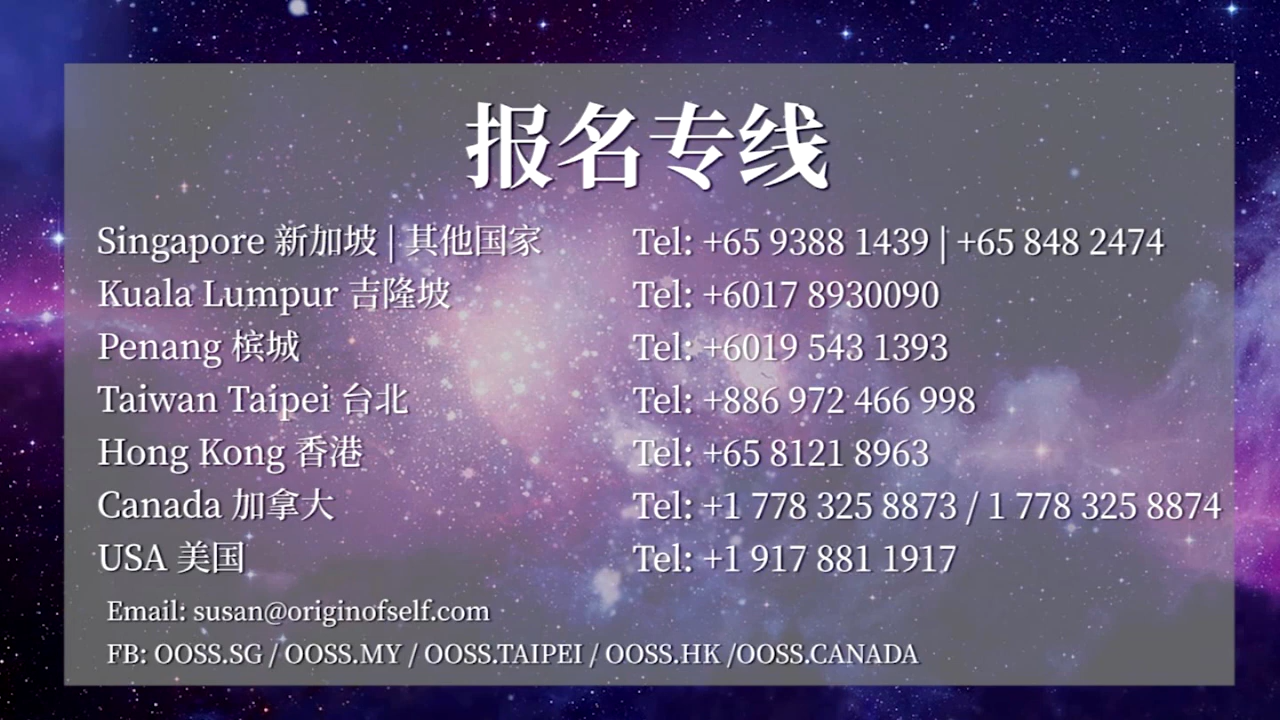 报名专线
Singapore 新加坡 | 其他国家 Tel: +65 9388 1439 | +65 848 2474
Kuala Lumpur 吉隆坡 Tel: +6017 8930090
Penang 槟城 Tel: +6019 543 1393
Taiwan Taipei 台北 Tel: +886 972 466 998
Hong Kong 香港 Tel: +65 8121 8963
Canada 加拿大 Tel: +1 778 325 8873 / 1 778 325 8874
USA 美国 Tel: +1 917 881 1917
Email: susan@originofself.com
FB: OOSS.SG / OOSS.MY / OOSS.TAIPEI / OOSS.HK /OOSS.CANADA